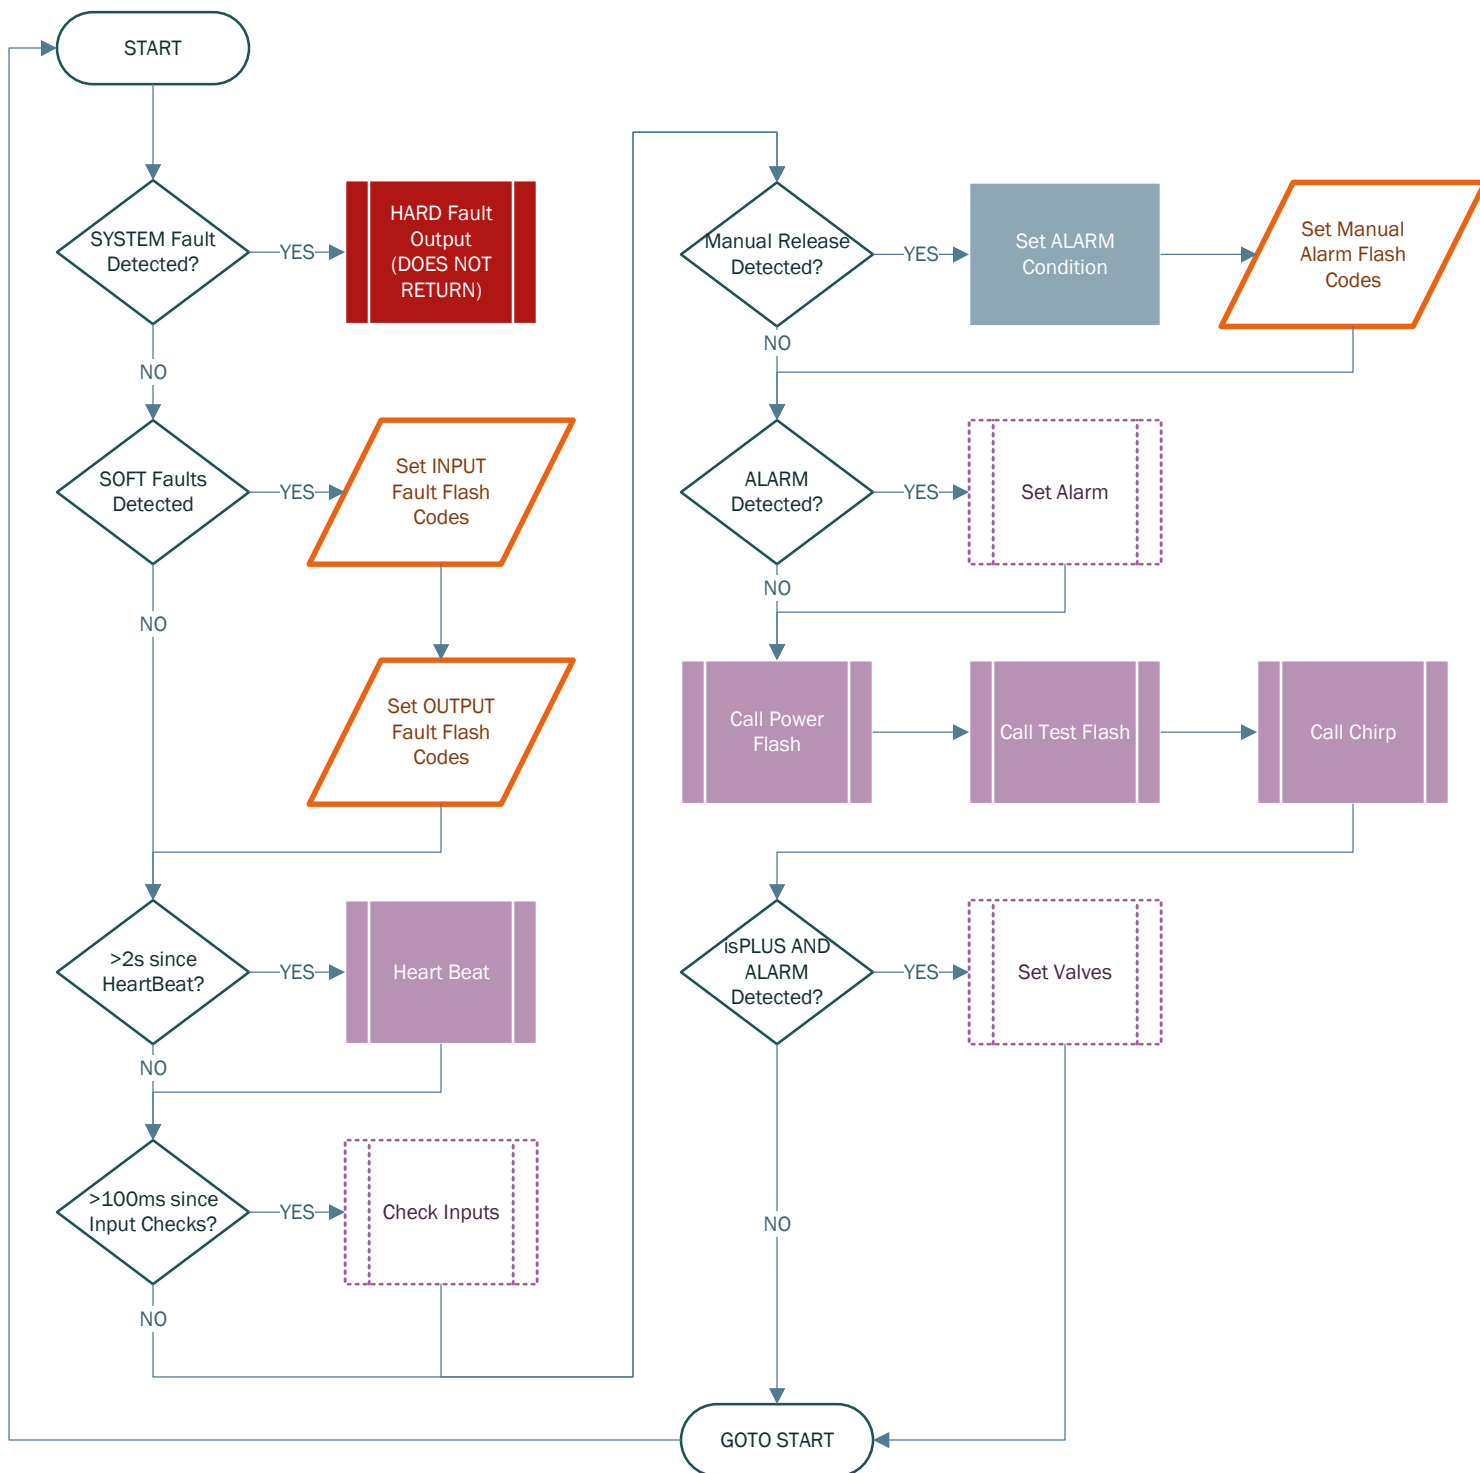 START
SYSTEM Fault
Detected?
YES
HARD Fault
Output
(DOES NOT
RETURN)
NO
SOFT Faults
Detected
YES
Set INPUT
Fault Flash
Codes
NO
Set OUTPUT
Fault Flash
Codes
>2s since
HeartBeat?
YES
Heart Beat
NO
>100ms since
Input Checks?
YES
Check Inputs
NO
Manual Release
Detected?
YES
Set ALARM
Condition
Set Manual
Alarm Flash
Codes
NO
ALARM
Detected?
YES
Set Alarm
NO
Call Power
Flash
Call Test Flash
Call Chirp
isPLUS AND
ALARM
Detected?
YES
Set Valves
NO
GOTO START